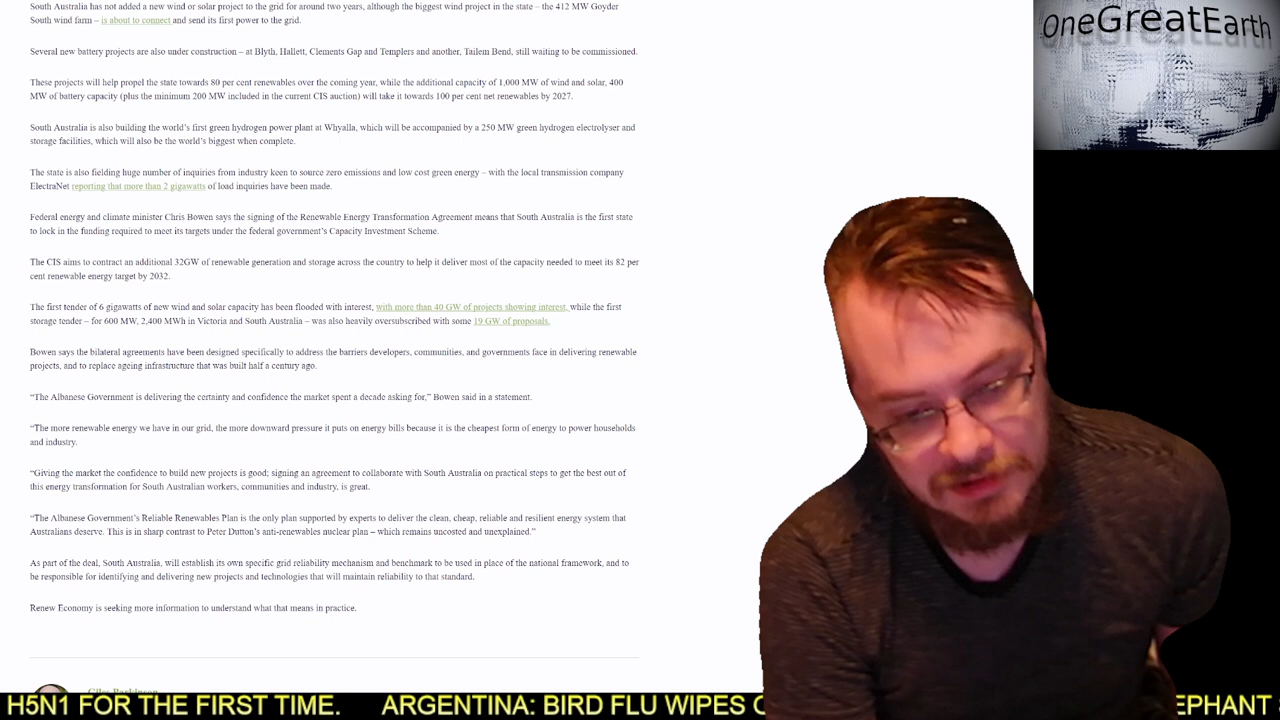 South Australia has not added a new wind or solar project to the grid for around two years, although the biggest wind project in the state – the 412 MW Goyder
South wind farm – is about to connect and send its first power to the grid.
Several new battery projects are also under construction – at Blyth, Hallett, Clements Gap and Templers and another, Tailem Bend, still waiting to be commissioned.
These projects will help propel the state towards 80 per cent renewables over the coming year, while the additional capacity of 1,000 MW of wind and solar, 400
MW of battery capacity (plus the minimum 200 MW included in the current CIS auction) will take it towards 100 per cent net renewables by 2027.
South Australia is also building the world's first green hydrogen power plant at Whyalla, which will be accompanied by a 250 MW green hydrogen electrolyser and
storage facilities, which will also be the world's biggest when complete.
The state is also fielding huge number of inquiries from industry keen to source zero emissions and low cost green energy – with the local transmission company
ElectraNet reporting that more than 2 gigawatts of load inquiries have been made.
Federal energy and climate minister Chris Bowen says the signing of the Renewable Energy Transformation Agreement means that South Australia is the first state
to lock in the funding required to meet its targets under the federal government's Capacity Investment Scheme.
The CIS aims to contract an additional 32GW of renewable generation and storage across the country to help it deliver most of the capacity needed to meet its 82 per
cent renewable energy target by 2032.
The first tender of 6 gigawatts of new wind and solar capacity has been flooded with interest, with more than 40 GW of projects showing interest, while the first
storage tender – for 600 MW, 2,400 MWh in Victoria and South Australia – was also heavily oversubscribed with some 19 GW of proposals.
Bowen says the bilateral agreements have been designed specifically to address the barriers developers, communities, and governments face in delivering renewable
projects, and to replace ageing infrastructure that was built half a century ago.
“The Albanese Government is delivering the certainty and confidence the market spent a decade asking for,” Bowen said in a statement.
“The more renewable energy we have in our grid, the more downward pressure it puts on energy bills because it is the cheapest form of energy to power households
and industry.
“Giving the market the confidence to build new projects is good; signing an agreement to collaborate with South Australia on practical steps to get the best out of
this energy transformation for South Australian workers, communities and industry, is great.
“The Albanese Government's Reliable Renewables Plan is the only plan supported by experts to deliver the clean, cheap, reliable and resilient energy system that
Australians deserve. This is in sharp contrast to Peter Dutton's anti-renewables nuclear plan – which remains uncosted and unexplained.”
As part of the deal, South Australia, will establish its own specific grid reliability mechanism and benchmark to be used in place of the national framework, and to
be responsible for identifying and delivering new projects and technologies that will maintain reliability to that standard.
Renew Economy is seeking more information to understand what that means in practice.
Giles Parkinson
OneGreatEarth
H5N1 FOR THE FIRST TIME. ARGENTINA: BIRD FLU WIPES EPHANT